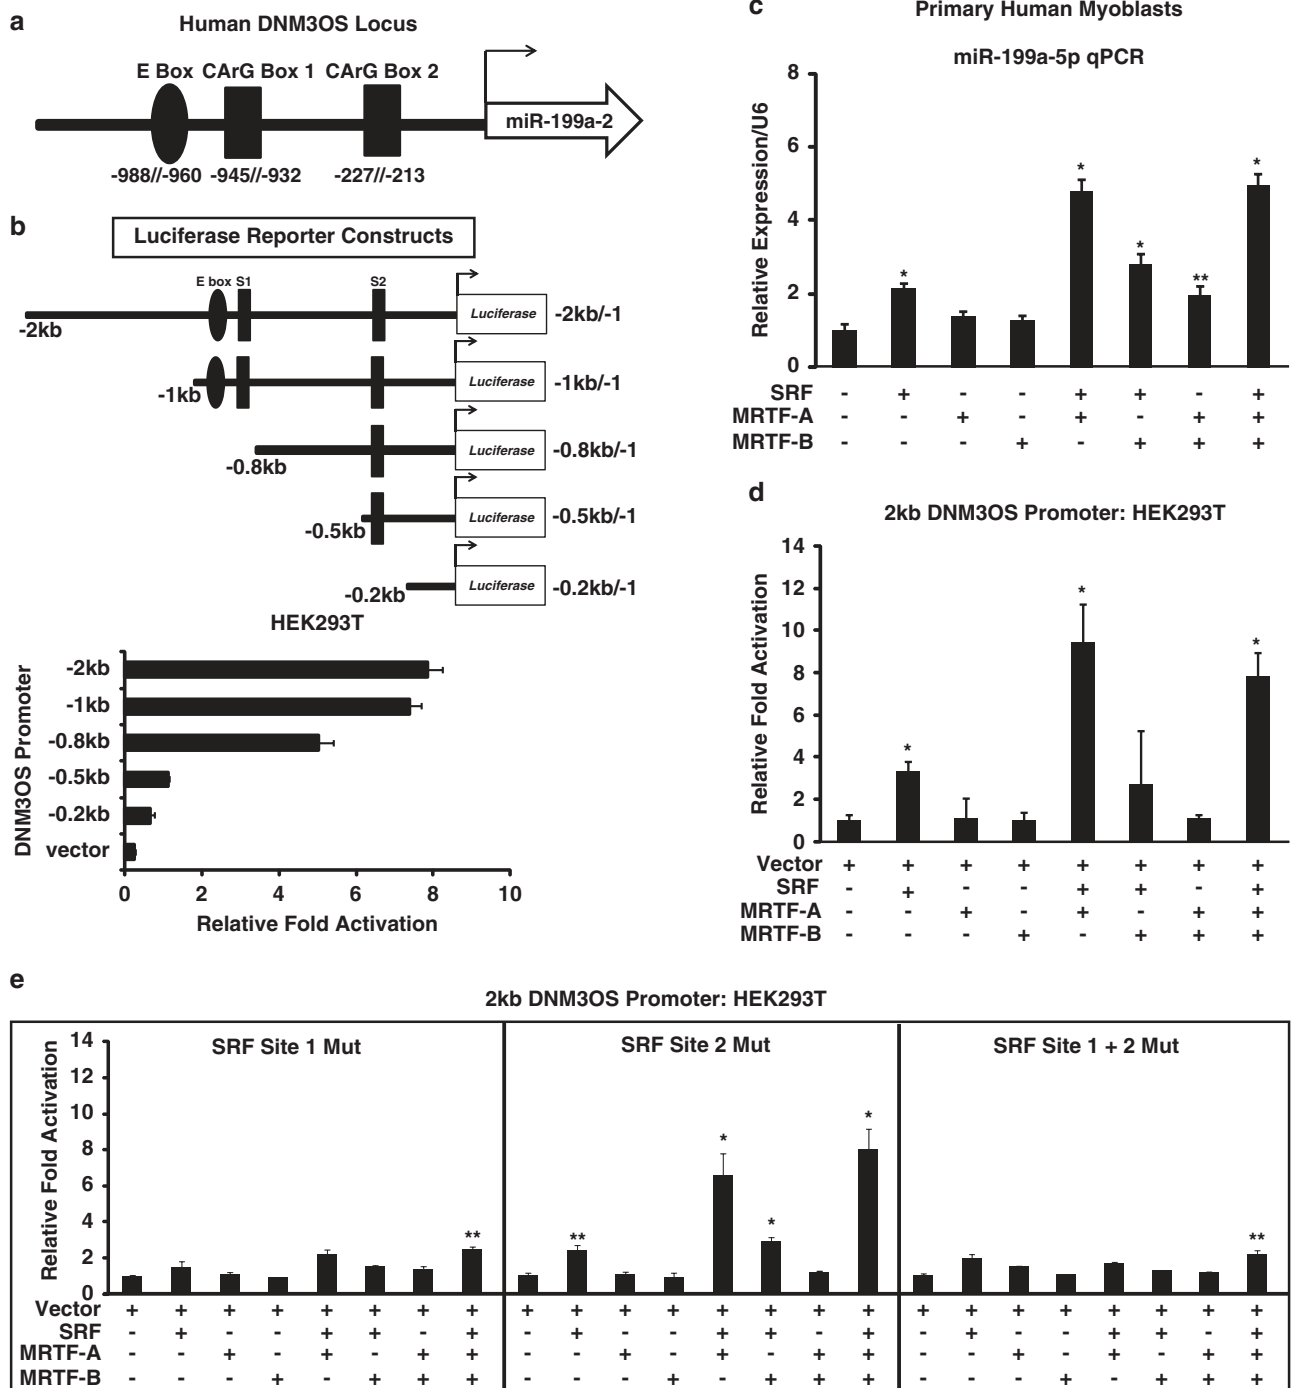 a
Human DNM3OS Locus
E Box CArG Box 1 CArG Box 2
miR-199a-2
-988//-960 -945//-932 -227//-213
b
Luciferase Reporter Constructs
E box S1 S2
Luciferase
-2kb -2kb/-1
Luciferase
-1kb -1kb/-1
Luciferase
-0.8kb -0.8kb/-1
Luciferase
-0.5kb -0.5kb/-1
Luciferase
-0.2kb -0.2kb/-1
HEK293T
DNM3OS Promoter
-2kb
-1kb
-0.8kb
-0.5kb
-0.2kb
vector
0 2 4 6 8 10
Relative Fold Activation
c
Primary Human Myoblasts
miR-199a-5p qPCR
Relative Expression/U6
8
6
4
2
0
* * * ** *
SRF - + - - + + - +
MRTF-A - - + - + - + +
MRTF-B - - - + - + + +
d
2kb DNM3OS Promoter: HEK293T
Relative Fold Activation
14
12
10
8
6
4
2
0
* * *
Vector + + + + + + + +
SRF - + - - + + - +
MRTF-A - - + - + - + +
MRTF-B - - - + - + + +
e
2kb DNM3OS Promoter: HEK293T
SRF Site 1 Mut SRF Site 2 Mut SRF Site 1 + 2 Mut
Relative Fold Activation
14
12
10
8
6
4
2
0
** ** * * * **
Vector + + + + + + + + + + + + + + + + + + + + + + + +
SRF - + - - + + - + - + - - + + - + - + - - + + - +
MRTF-A - - + - + - + + - - + - + - + + - - + - + - + +
MRTF-B - - - + - + + + - - - + - + + + - - - + - + + +